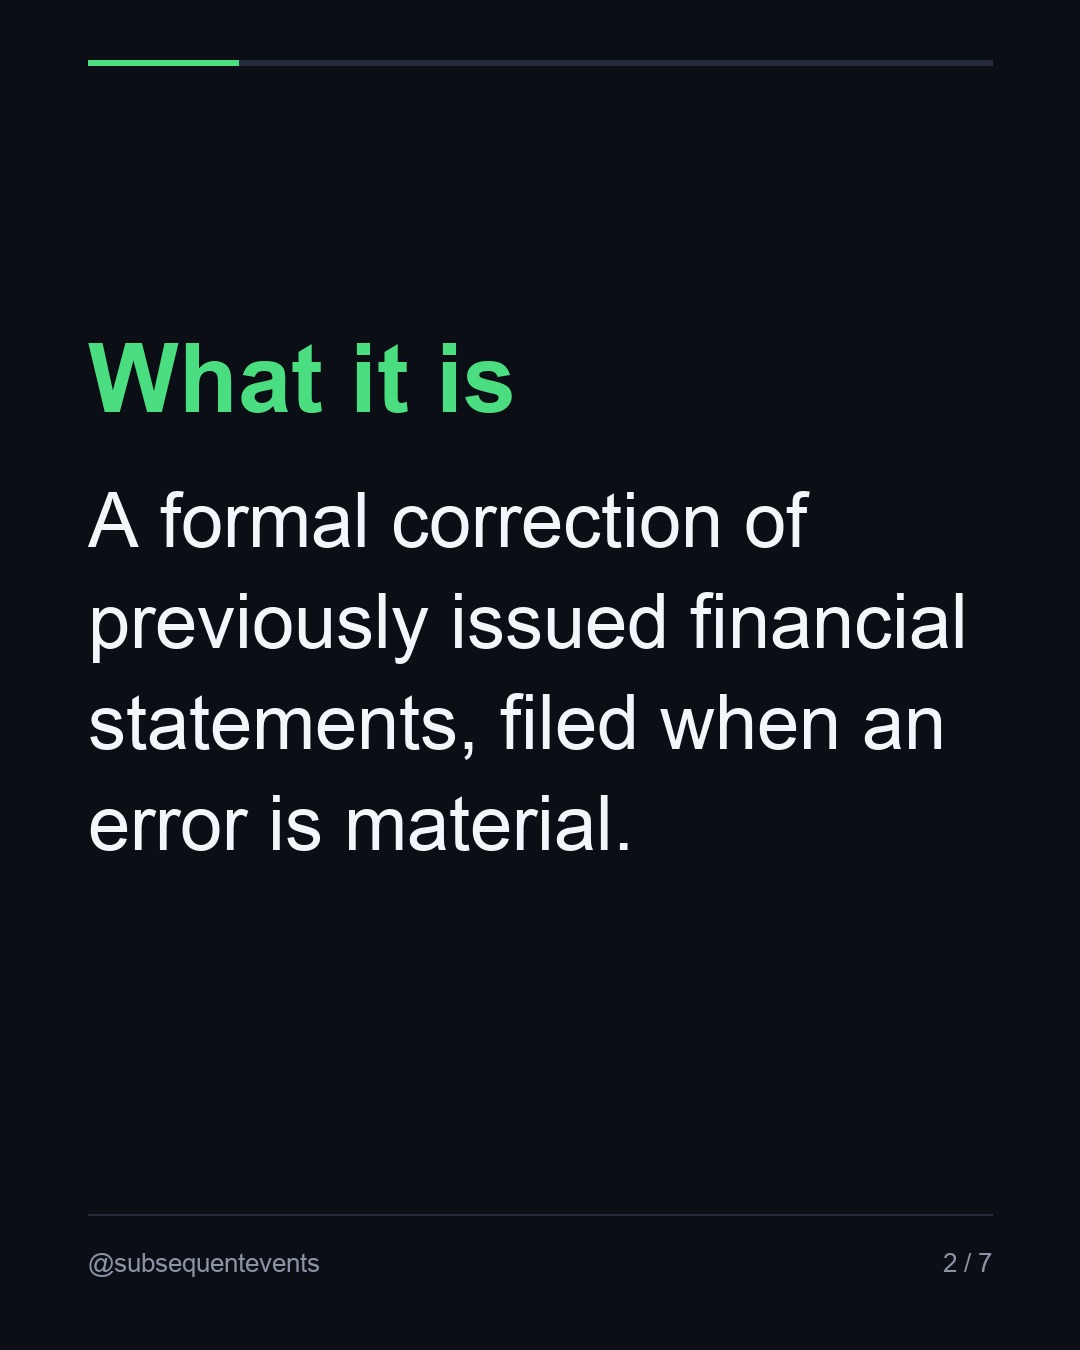 What it is
A formal correction of
previously issued financial
statements, filed when an
error is material.
@subsequentevents
2 / 7